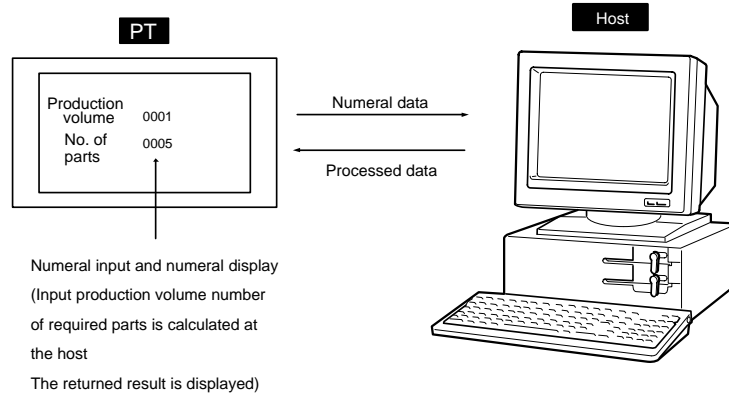 PT
Host
Production
volume 0001
No. of
parts 0005
Numeral data
Processed data
Numeral input and numeral display
(Input production volume number
of required parts is calculated at
the host
The returned result is displayed)